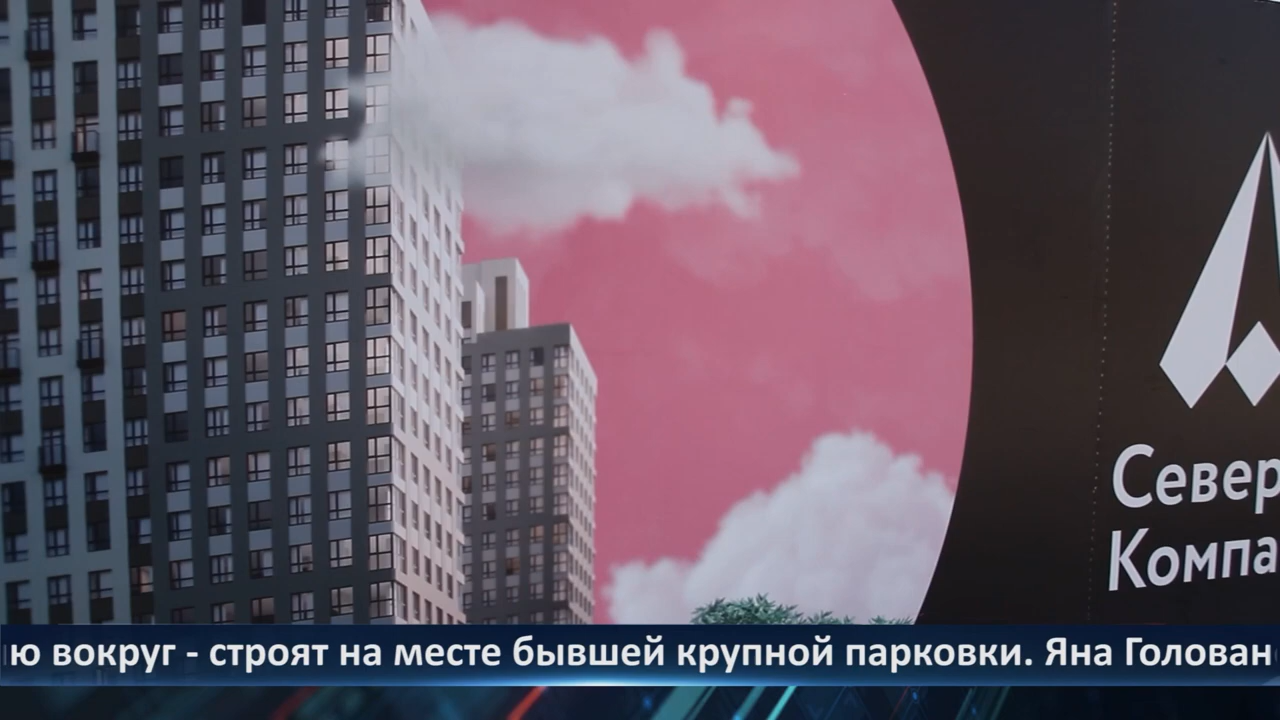 Север
Компа
ю вокруг - строят на месте бывшей крупной парковки. Яна Голован